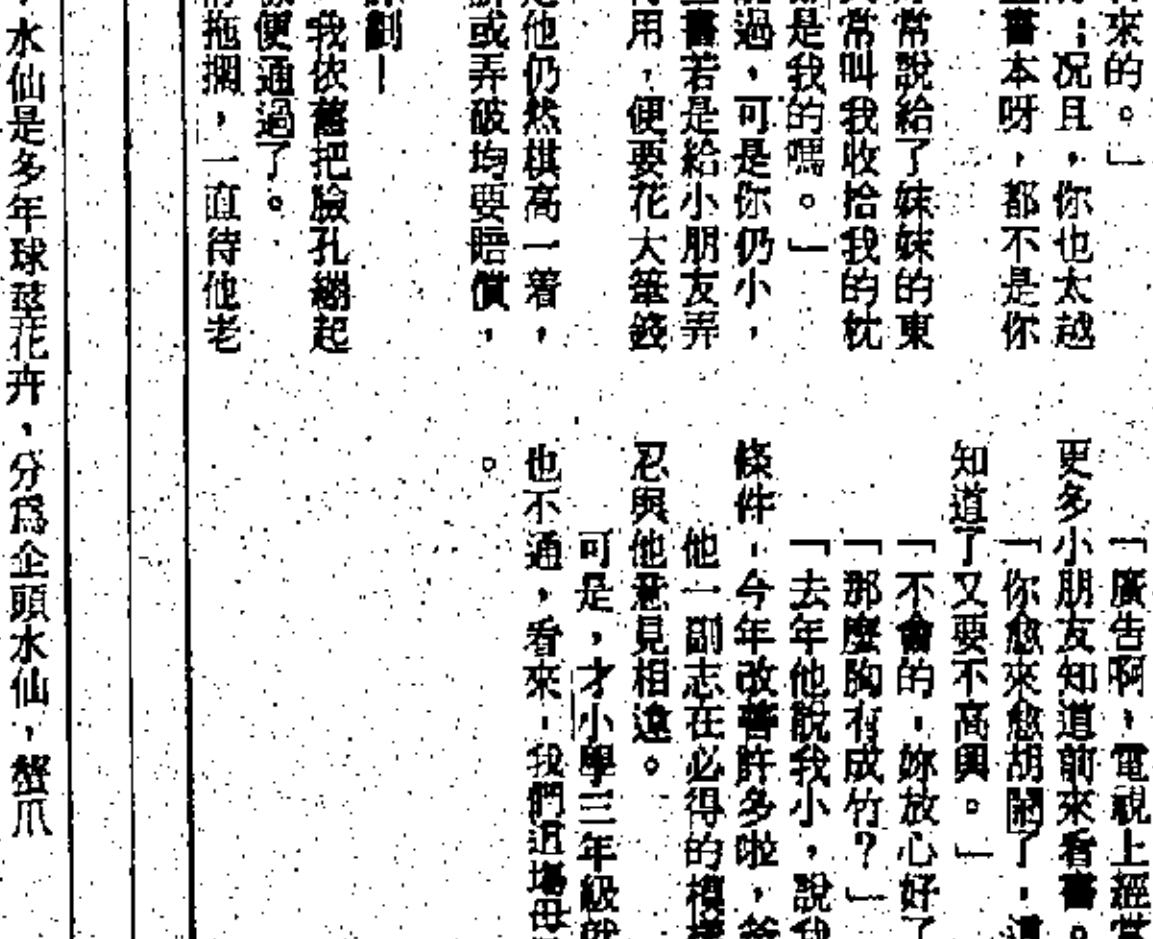 來的。」
;況且,你也太越
書本呀,都不是你
常說給了妹妹的東
常叫我收拾我的枕
是我的嗎。」
過,可是你仍小,
書若是給小朋友弄
用,便要花大筆錢
他仍然棋高一着,
或弄破均要賠償,
劃—
我依舊把臉孔繃起
便通過了。
拖擱,一直待他老
「廣告啊,電視上經常
更多小朋友知道前來看書。
「你愈來愈胡鬧了,這
知道了又要不高興。」
「不會的,妳放心好了
「那麼胸有成竹?」
「去年他說我小,說我
條件,今年改善許多啦,爸
他一副志在必得的模樣
忍與他意見相違。
可是,才小學三年級就
也不通,看來,我們這場母
。
水仙是多年球莖花卉,分爲企頭水仙,蟹爪